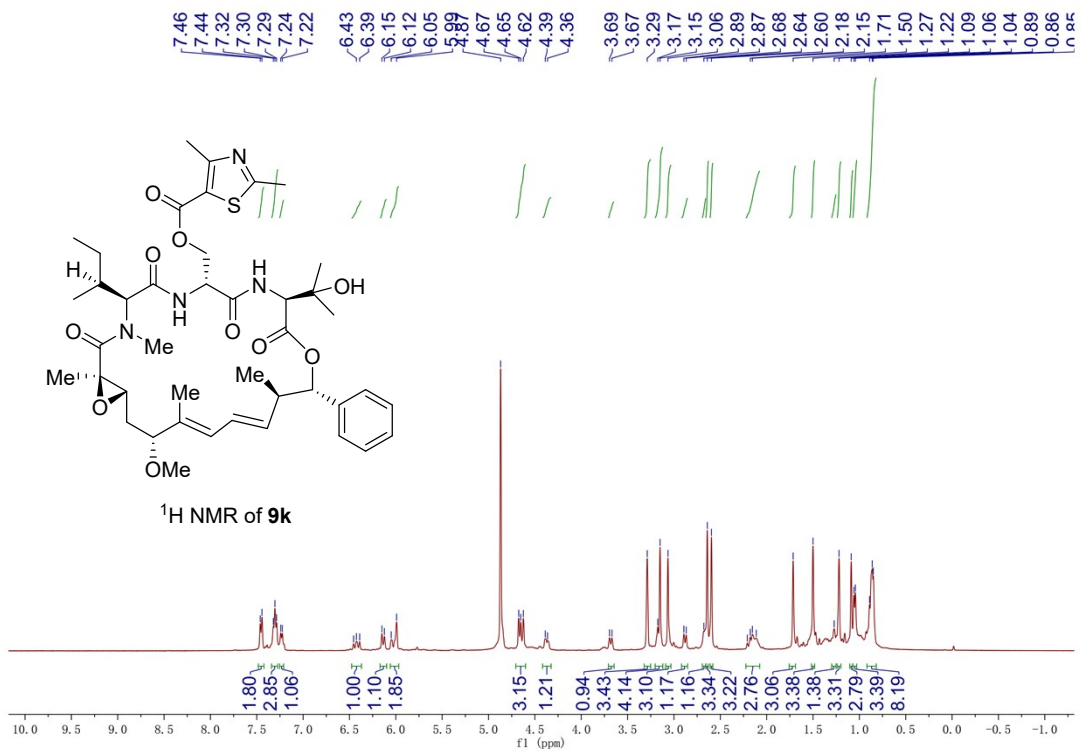 7.46 7.44 7.32 7.30 7.29 7.24 7.22 6.43 6.39 6.15 6.12 6.05 5.99 4.87 4.67 4.65 4.62 4.39 4.36 3.69 3.67 3.29 3.17 3.15 3.06 2.89 2.87 2.68 2.64 2.60 2.18 2.15 1.71 1.50 1.27 1.22 1.09 1.06 1.04 0.89 0.86 0.85
N
S
O
O
H
O
H
N
OH
N
H
O
O
N
Me
O
O
Me
Me
Me
O
OMe
¹H NMR of 9k
1.80 2.85 1.06 1.00 1.10 1.85 3.15 1.21 0.94 3.43 4.14 3.10 1.17 1.16 3.34 3.22 2.76 3.06 3.38 1.38 3.31 2.79 3.39 8.19
10.0 9.5 9.0 8.5 8.0 7.5 7.0 6.5 6.0 5.5 5.0 4.5 4.0 3.5 3.0 2.5 2.0 1.5 1.0 0.5 0.0 -0.5 -1.0
f1 (ppm)